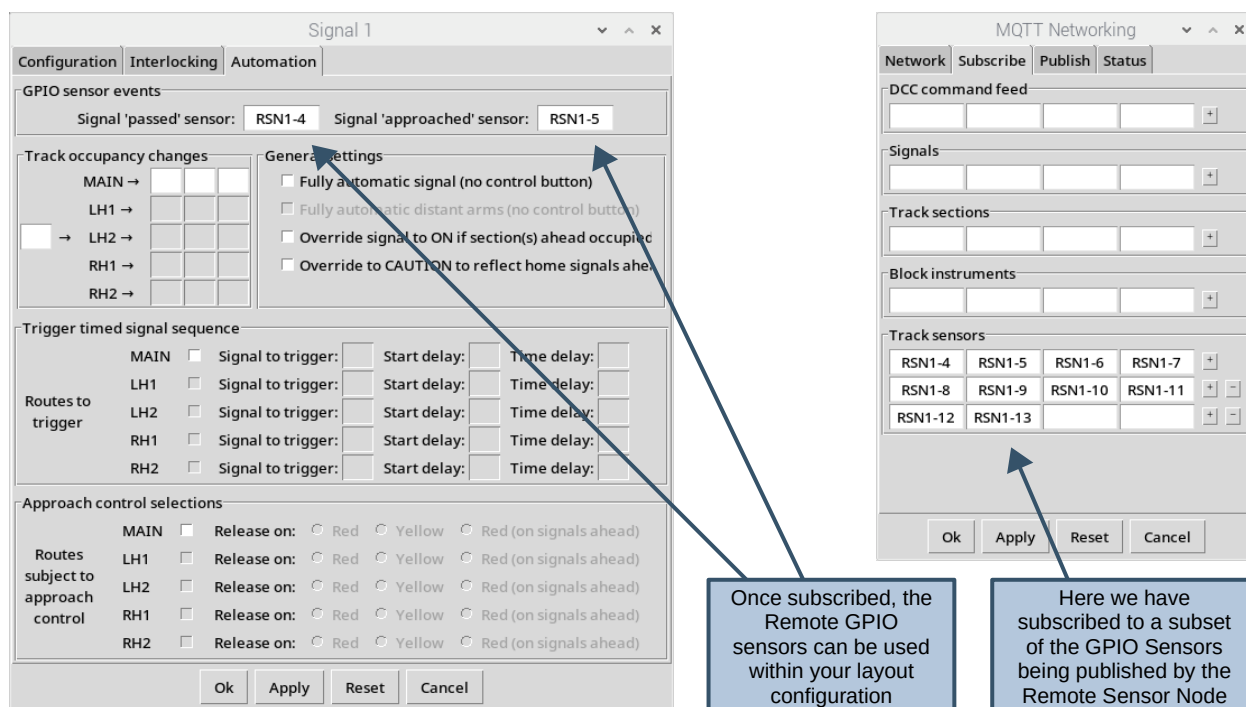 Signal 1
Configuration Interlocking Automation
GPIO sensor events
Signal 'passed' sensor: RSN1-4 Signal 'approached' sensor: RSN1-5
Track occupancy changes
MAIN →
LH1 →
→ LH2 →
RH1 →
RH2 →
General settings
Fully automatic signal (no control button)
Fully automatic distant arms (no control button)
Override signal to ON if section(s) ahead occupied
Override to CAUTION to reflect home signals ahe
Trigger timed signal sequence
Routes to
trigger
MAIN Signal to trigger: Start delay: Time delay:
LH1 Signal to trigger: Start delay: Time delay:
LH2 Signal to trigger: Start delay: Time delay:
RH1 Signal to trigger: Start delay: Time delay:
RH2 Signal to trigger: Start delay: Time delay:
Approach control selections
Routes
subject to
approach
control
MAIN Release on: Red Yellow Red (on signals ahead)
LH1 Release on: Red Yellow Red (on signals ahead)
LH2 Release on: Red Yellow Red (on signals ahead)
RH1 Release on: Red Yellow Red (on signals ahead)
RH2 Release on: Red Yellow Red (on signals ahead)
Ok Apply Reset Cancel
MQTT Networking
Network Subscribe Publish Status
DCC command feed
+
Signals
+
Track sections
+
Block instruments
+
Track sensors
RSN1-4 RSN1-5 RSN1-6 RSN1-7 +
RSN1-8 RSN1-9 RSN1-10 RSN1-11 + -
RSN1-12 RSN1-13 + -
Ok Apply Reset Cancel
Once subscribed, the
Remote GPIO
sensors can be used
within your layout
configuration
Here we have
subscribed to a subset
of the GPIO Sensors
being published by the
Remote Sensor Node